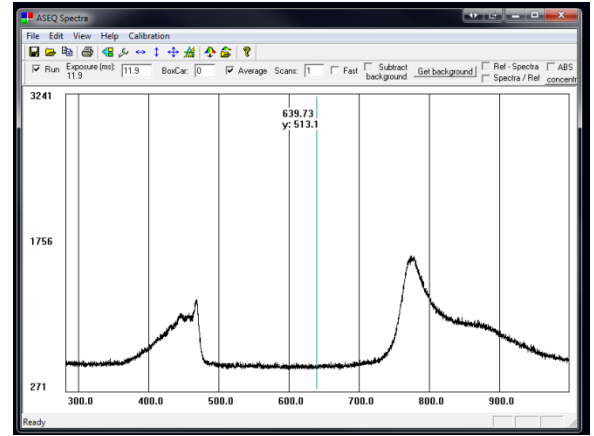 ASEQ Spectra
File Edit View Help Calibration
Run Exposure (ms): 11.9 BoxCar: 0 Average Scans: 1 Fast Subtract background Get background Ref - Spectra ABS
11.9 Spectra / Ref concentr
3241
639.73
y: 513.1
1756
271
300.0 400.0 500.0 600.0 700.0 800.0 900.0
Ready